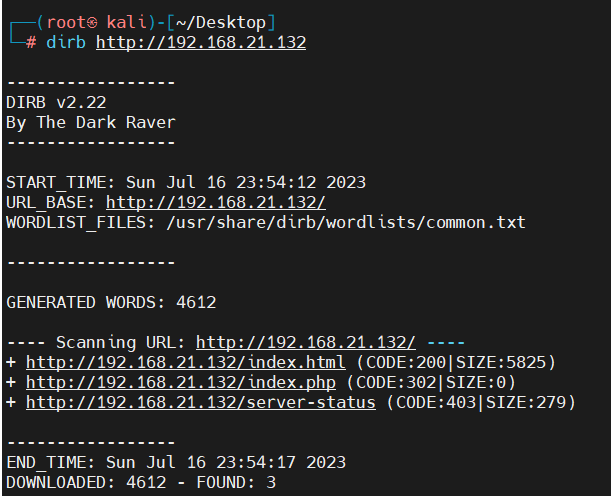 ┌──(root㉿ kali)-[~/Desktop]
└─# dirb http://192.168.21.132
-----------------
DIRB v2.22
By The Dark Raver
-----------------
START_TIME: Sun Jul 16 23:54:12 2023
URL_BASE: http://192.168.21.132/
WORDLIST_FILES: /usr/share/dirb/wordlists/common.txt
-----------------
GENERATED WORDS: 4612
---- Scanning URL: http://192.168.21.132/ ----
+ http://192.168.21.132/index.html (CODE:200|SIZE:5825)
+ http://192.168.21.132/index.php (CODE:302|SIZE:0)
+ http://192.168.21.132/server-status (CODE:403|SIZE:279)
-----------------
END_TIME: Sun Jul 16 23:54:17 2023
DOWNLOADED: 4612 - FOUND: 3